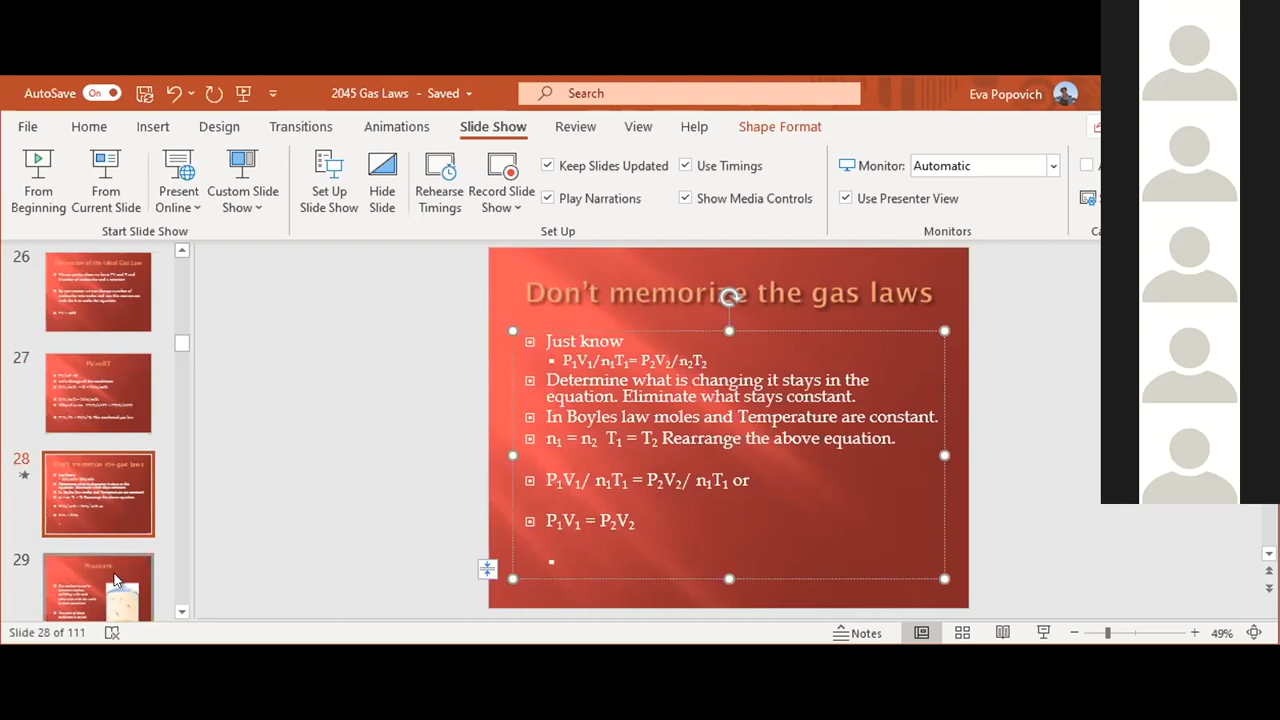 AutoSave On 2045 Gas Laws - Saved Search Eva Popovich
File Home Insert Design Transitions Animations Slide Show Review View Help Shape Format
From Beginning
From Current Slide
Present Online
Custom Slide Show
Set Up Slide Show
Hide Slide
Rehearse Timings
Record Slide Show
Keep Slides Updated
Use Timings
Play Narrations
Show Media Controls
Monitor: Automatic
Use Presenter View
Start Slide Show Set Up Monitors
26
27
PV=nRT
28
Don't memorize the gas laws
29
Pressure
Don't memorize the gas laws
Just know
P₁V₁/n₁T₁= P₂V₂/n₂T₂
Determine what is changing it stays in the
equation. Eliminate what stays constant.
In Boyles law moles and Temperature are constant.
n₁ = n₂ T₁ = T₂ Rearrange the above equation.
P₁V₁/ n₁T₁ = P₂V₂/ n₁T₁ or
P₁V₁ = P₂V₂
Slide 28 of 111 Notes 49%